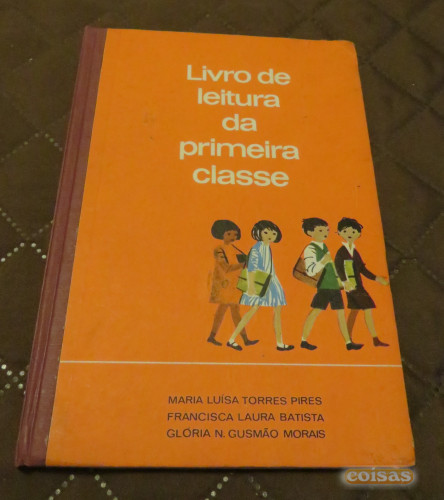 Livro de
leitura
da
primeira
classe
MARIA LUÍSA TORRES PIRES
FRANCISCA LAURA BATISTA
GLÓRIA N. GUSMÃO MORAIS
coisas